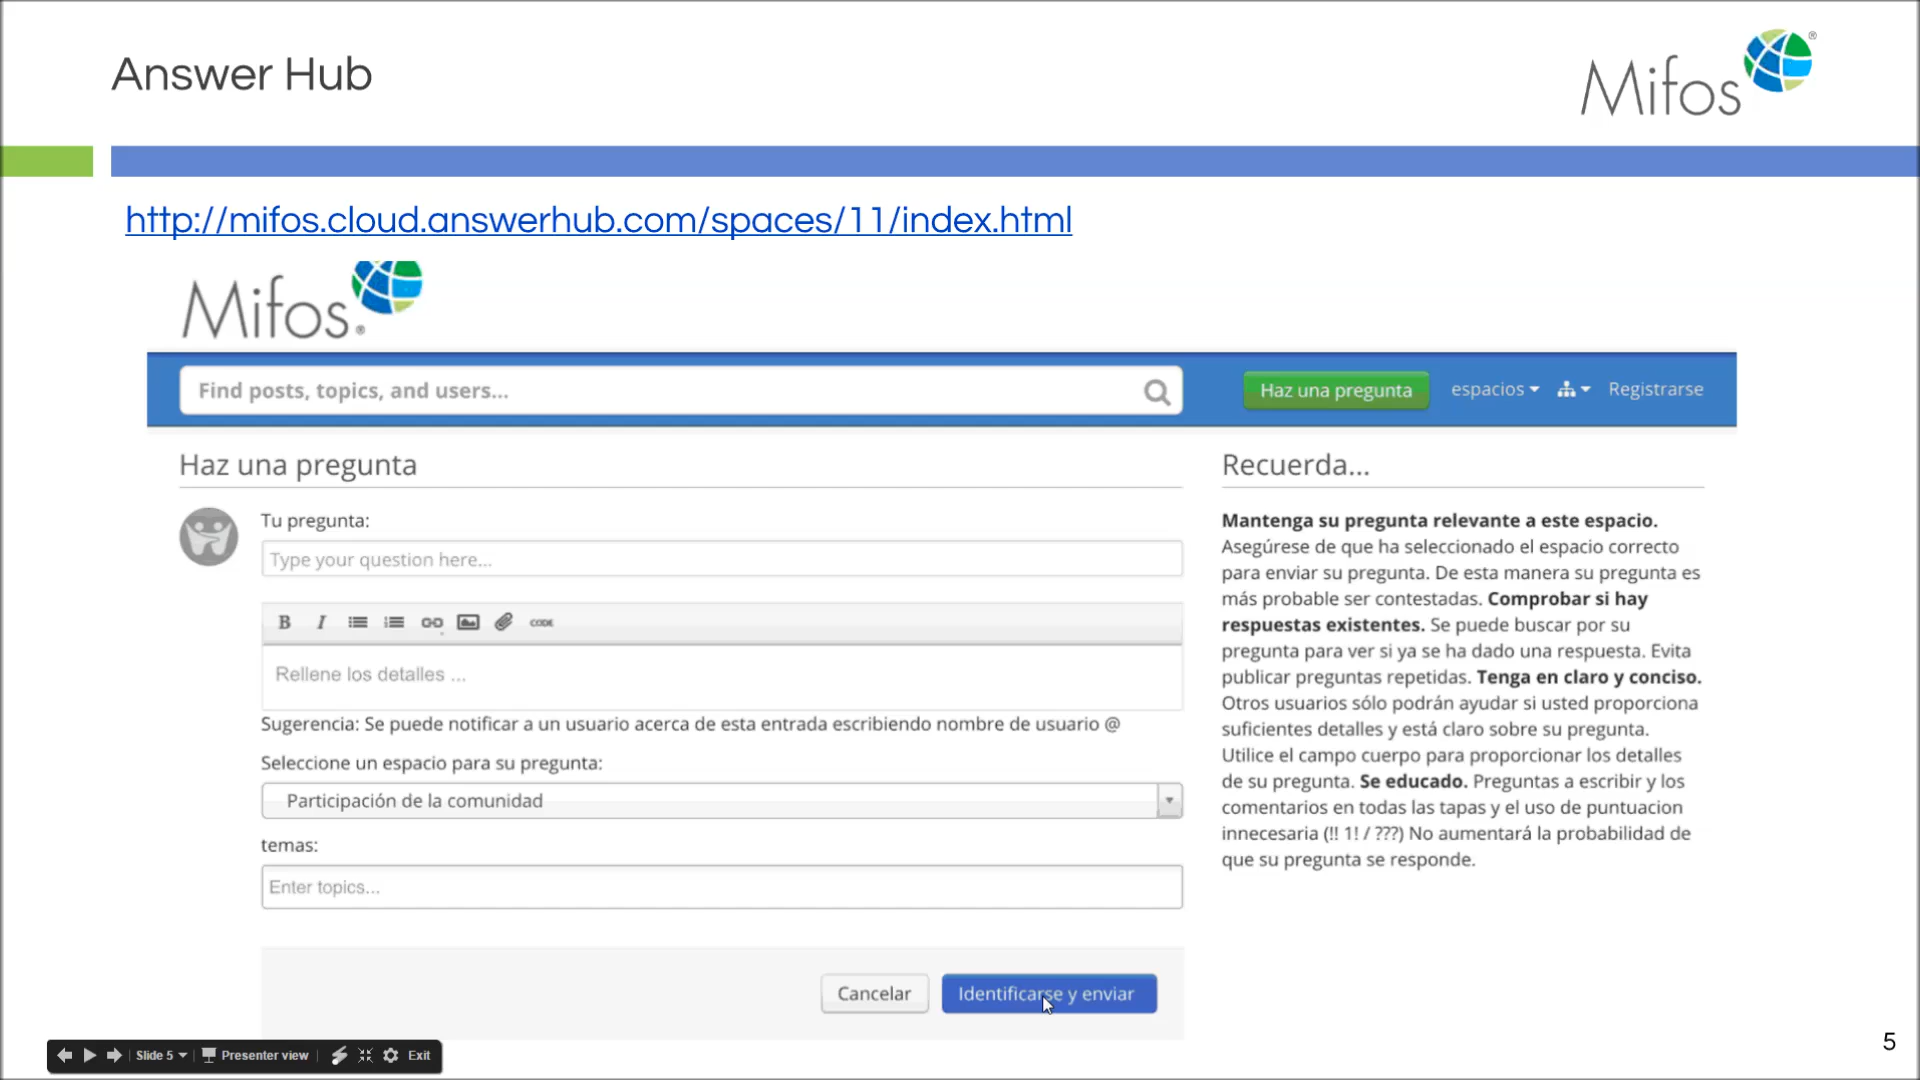 Answer Hub
Mifos®
http://mifos.cloud.answerhub.com/spaces/11/index.html
Mifos®
Find posts, topics, and users...
Haz una pregunta
espacios
Registrarse
Haz una pregunta
Tu pregunta:
Type your question here...
B I CODE
Rellene los detalles ...
Sugerencia: Se puede notificar a un usuario acerca de esta entrada escribiendo nombre de usuario @
Seleccione un espacio para su pregunta:
Participación de la comunidad
temas:
Enter topics...
Cancelar
Identificarse y enviar
Recuerda...
Mantenga su pregunta relevante a este espacio.
Asegúrese de que ha seleccionado el espacio correcto
para enviar su pregunta. De esta manera su pregunta es
más probable ser contestadas. Comprobar si hay
respuestas existentes. Se puede buscar por su
pregunta para ver si ya se ha dado una respuesta. Evita
publicar preguntas repetidas. Tenga en claro y conciso.
Otros usuarios sólo podrán ayudar si usted proporciona
suficientes detalles y está claro sobre su pregunta.
Utilice el campo cuerpo para proporcionar los detalles
de su pregunta. Se educado. Preguntas a escribir y los
comentarios en todas las tapas y el uso de puntuacion
innecesaria (!! 1! / ???) No aumentará la probabilidad de
que su pregunta se responde.
Slide 5
Presenter view
Exit
5